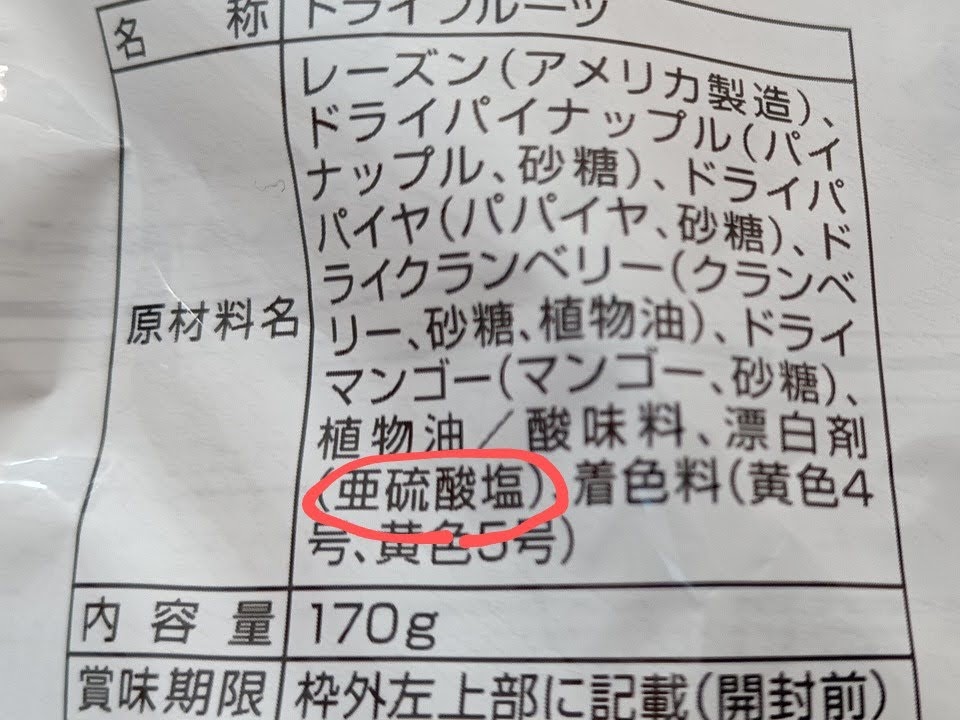 名称 ドライフルーツ
原材料名 レーズン(アメリカ製造)、
ドライパイナップル(パイ
ナップル、砂糖)、ドライパ
パイヤ(パパイヤ、砂糖)、ド
ライクランベリー(クランベ
リー、砂糖、植物油)、ドライ
マンゴー(マンゴー、砂糖)、
植物油/酸味料、漂白剤
(亜硫酸塩)、着色料(黄色4
号、黄色5号)
内容量 170g
賞味期限 枠外左上部に記載(開封前)